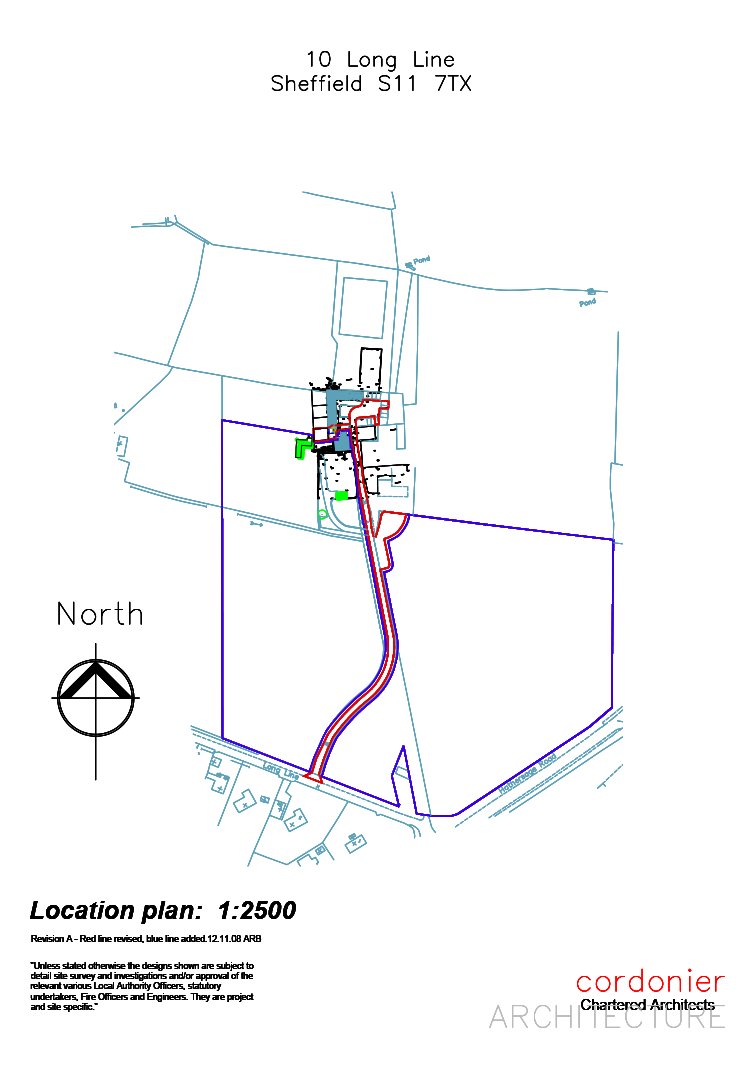 10 Long Line
Sheffield S11 7TX
Pond
Pond
North
Long Line
Hathersage Road
Location plan: 1:2500
Revision A - Red line revised, blue line added.12.11.08 ARB
"Unless stated otherwise the designs shown are subject to
detail site survey and investigations and/or approval of the
relevant various Local Authority Officers, statutory
undertakers, Fire Officers and Engineers. They are project
and site specific."
cordonier
Chartered Architects
ARCHITECTURE